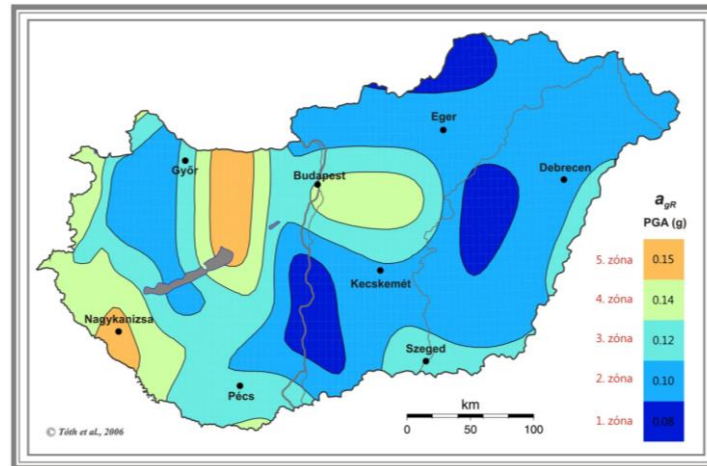 Eger
Győr
Budapest
Debrecen
a_gR
PGA (g)
5. zóna 0.15
Kecskemét
4. zóna 0.14
Nagykanizsa
3. zóna 0.12
Szeged
2. zóna 0.10
Pécs
km
1. zóna 0.08
0 50 100
© Tóth et al., 2006